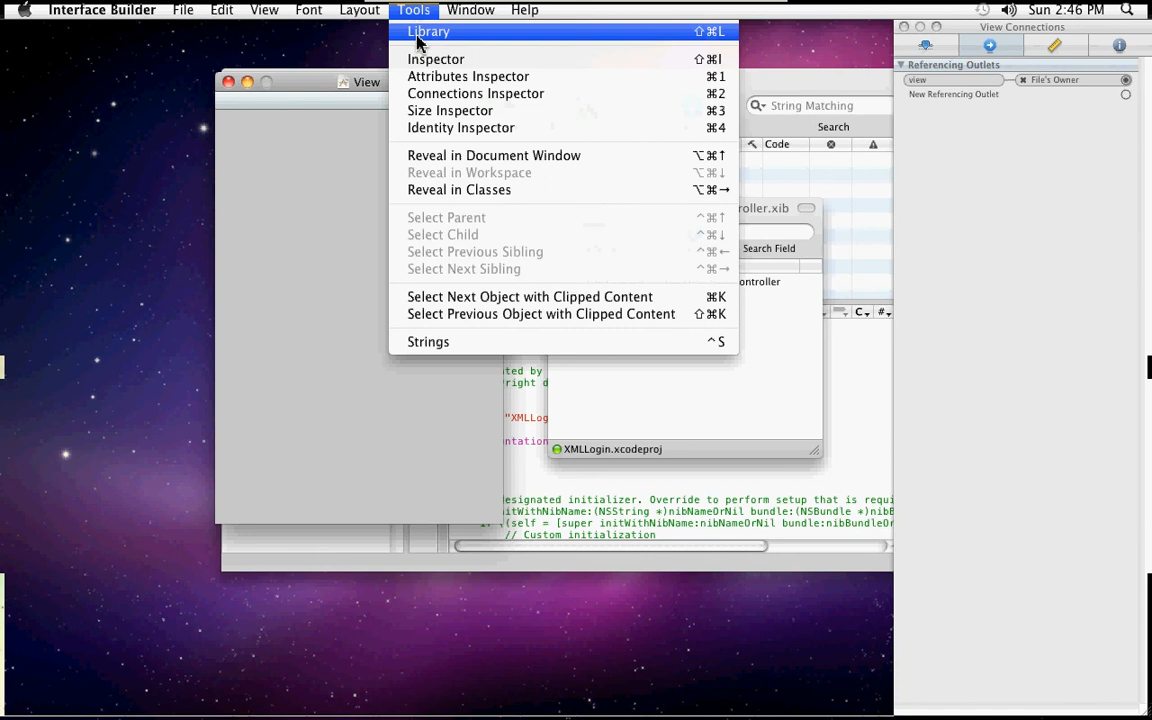 Interface Builder File Edit View Font Layout Tools Window Help Sun 2:46 PM
Library ⇧⌘L
Inspector ⇧⌘I
Attributes Inspector ⌘1
Connections Inspector ⌘2
Size Inspector ⌘3
Identity Inspector ⌘4
Reveal in Document Window ⌥⌘↑
Reveal in Workspace ⌥⌘↓
Reveal in Classes ⌥⌘→
Select Parent ^⌘↑
Select Child ^⌘↓
Select Previous Sibling ^⌘←
Select Next Sibling ^⌘→
Select Next Object with Clipped Content ⌘K
Select Previous Object with Clipped Content ⇧⌘K
Strings ^S
View
String Matching
Search
Code
roller.xib
Search Field
ontroller
C
#
ted by
right d
"XMLLog
ntation
XMLLogin.xcodeproj
esignated initializer. Override to perform setup that is requi
itWithNibName:(NSString *)nibNameOrNil bundle:(NSBundle *)nibB
((self = [super initWithNibName:nibNameOrNil bundle:nibBundleOr
// Custom initialization
View Connections
Referencing Outlets
view File's Owner
New Referencing Outlet